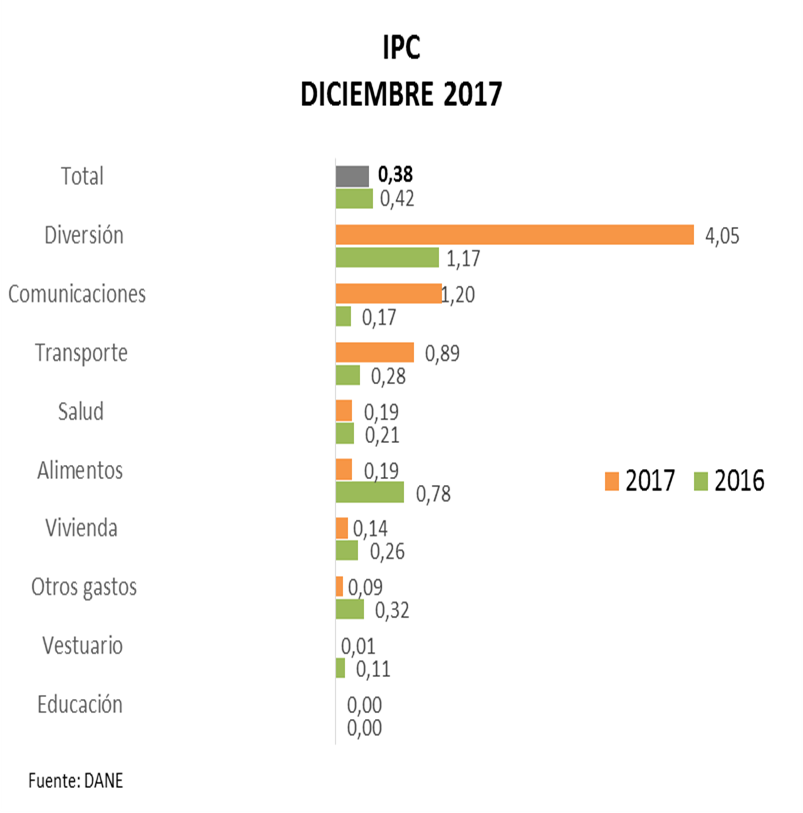 IPC
DICIEMBRE 2017
Total
0,38
0,42
Diversión
4,05
1,17
Comunicaciones
1,20
0,17
Transporte
0,89
0,28
Salud
0,19
0,21
Alimentos
0,19
0,78
2017 2016
Vivienda
0,14
0,26
Otros gastos
0,09
0,32
Vestuario
0,01
0,11
Educación
0,00
0,00
Fuente: DANE